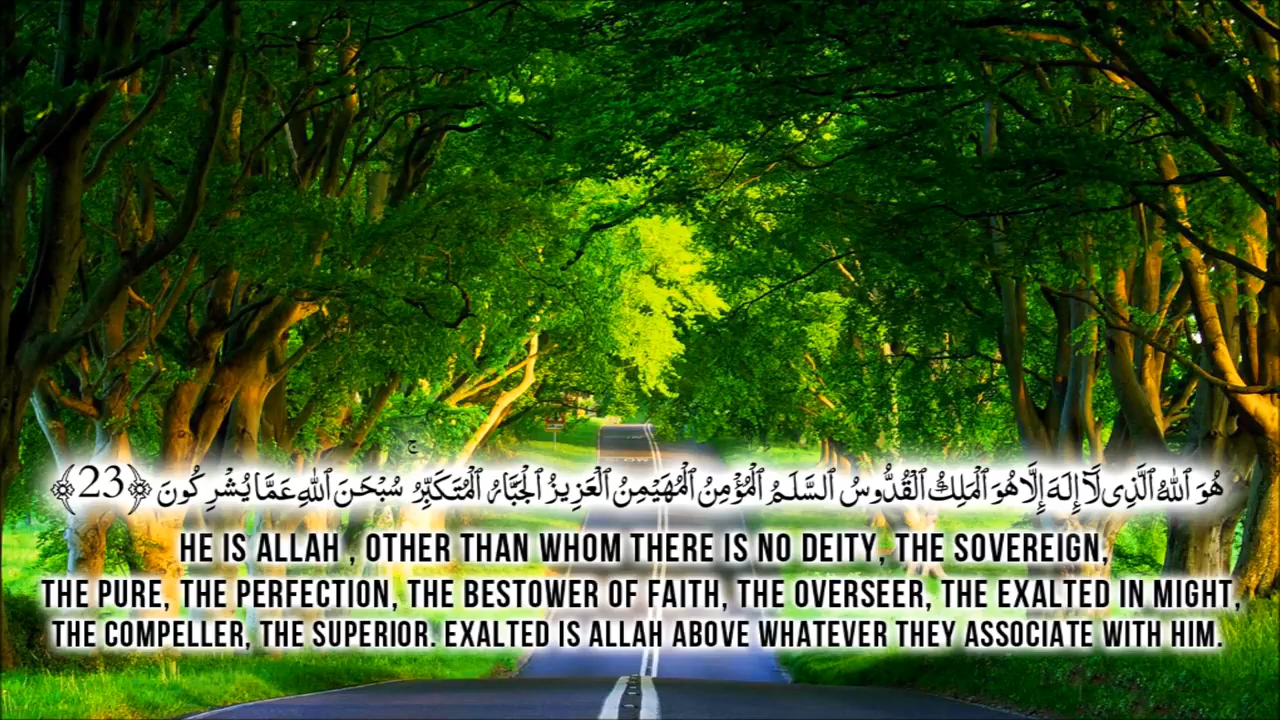 هُوَ ٱللَّهُ ٱلَّذِى لَآ إِلَٰهَ إِلَّا هُوَ ٱلْمَلِكُ ٱلْقُدُّوسُ ٱلسَّلَٰمُ ٱلْمُؤْمِنُ ٱلْمُهَيْمِنُ ٱلْعَزِيزُ ٱلْجَبَّارُ ٱلْمُتَكَبِّرُ ۚ سُبْحَٰنَ ٱللَّهِ عَمَّا يُشْرِكُونَ ﴿23﴾
HE IS ALLAH , OTHER THAN WHOM THERE IS NO DEITY, THE SOVEREIGN,
THE PURE, THE PERFECTION, THE BESTOWER OF FAITH, THE OVERSEER, THE EXALTED IN MIGHT,
THE COMPELLER, THE SUPERIOR. EXALTED IS ALLAH ABOVE WHATEVER THEY ASSOCIATE WITH HIM.